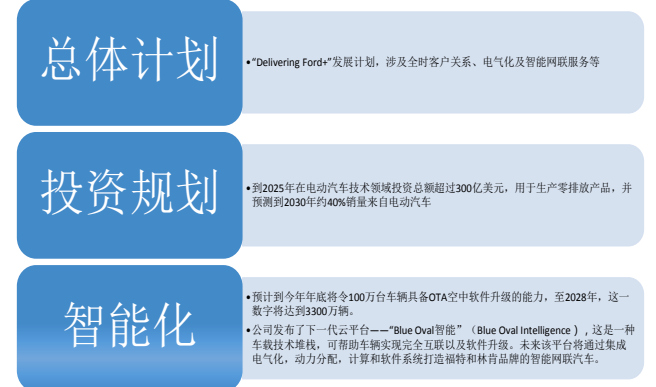 总体计划
•“Delivering Ford+”发展计划，涉及全时客户关系、电气化及智能网联服务等
投资规划
•到2025年在电动汽车技术领域投资总额超过300亿美元，用于生产零排放产品，并
预测到2030年约40%销量来自电动汽车
智能化
•预计到今年年底将令100万台车辆具备OTA空中软件升级的能力，至2028年，这一
数字将达到3300万辆。
•公司发布了下一代云平台——“Blue Oval智能”（Blue Oval Intelligence），这是一种
车载技术堆栈，可帮助车辆实现完全互联以及软件升级。未来该平台将通过集成
电气化，动力分配，计算和软件系统打造福特和林肯品牌的智能网联汽车。